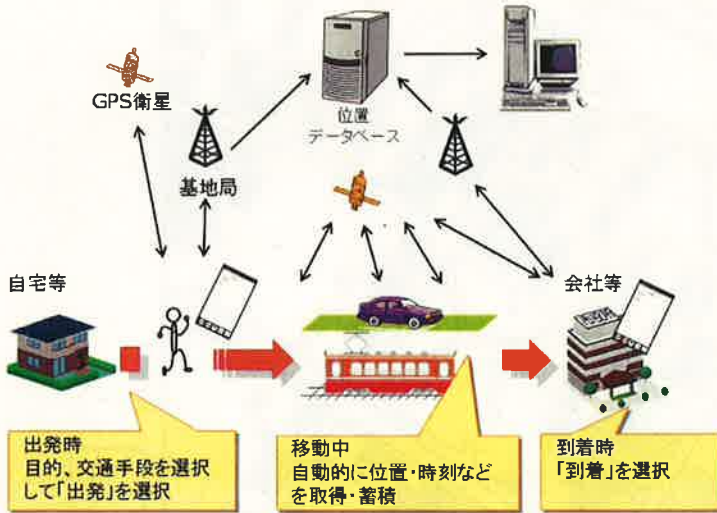 GPS衛星
位置
データベース
基地局
自宅等
会社等
出発時
目的、交通手段を選択
して「出発」を選択
移動中
自動的に位置・時刻など
を取得・蓄積
到着時
「到着」を選択